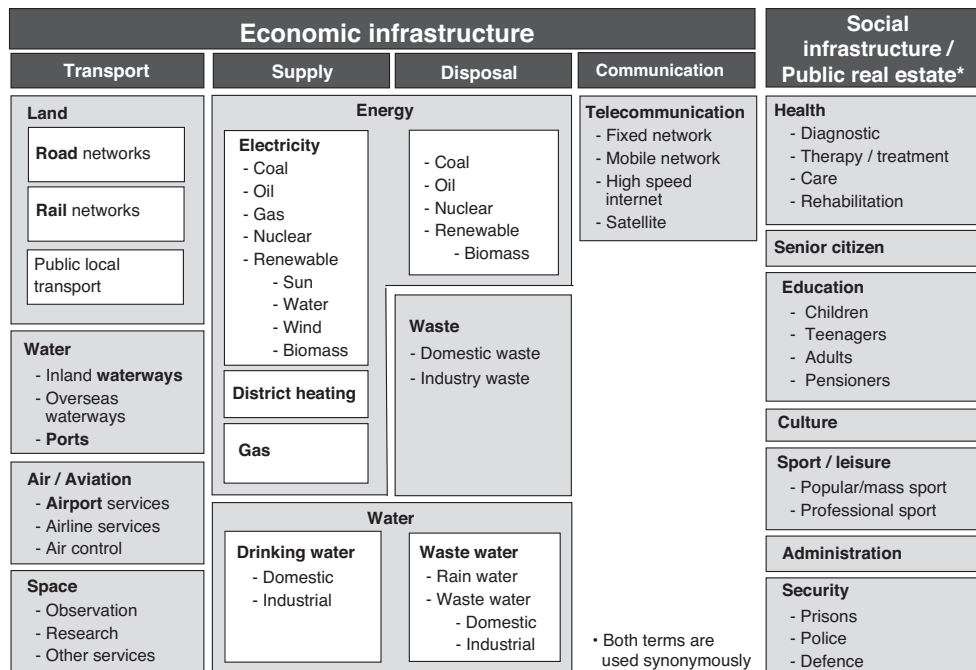 Economic infrastructure
Social
infrastructure /
Public real estate*
Transport
Supply
Disposal
Communication
Land
Road networks
Rail networks
Public local
transport
Water
- Inland waterways
- Overseas
waterways
- Ports
Air / Aviation
- Airport services
- Airline services
- Air control
Space
- Observation
- Research
- Other services
Energy
Electricity
- Coal
- Oil
- Gas
- Nuclear
- Renewable
- Sun
- Water
- Wind
- Biomass
District heating
Gas
- Coal
- Oil
- Nuclear
- Renewable
- Biomass
Waste
- Domestic waste
- Industry waste
Water
Drinking water
- Domestic
- Industrial
Waste water
- Rain water
- Waste water
- Domestic
- Industrial
Telecommunication
- Fixed network
- Mobile network
- High speed
internet
- Satellite
• Both terms are
used synonymously
Health
- Diagnostic
- Therapy / treatment
- Care
- Rehabilitation
Senior citizen
Education
- Children
- Teenagers
- Adults
- Pensioners
Culture
Sport / leisure
- Popular/mass sport
- Professional sport
Administration
Security
- Prisons
- Police
- Defence